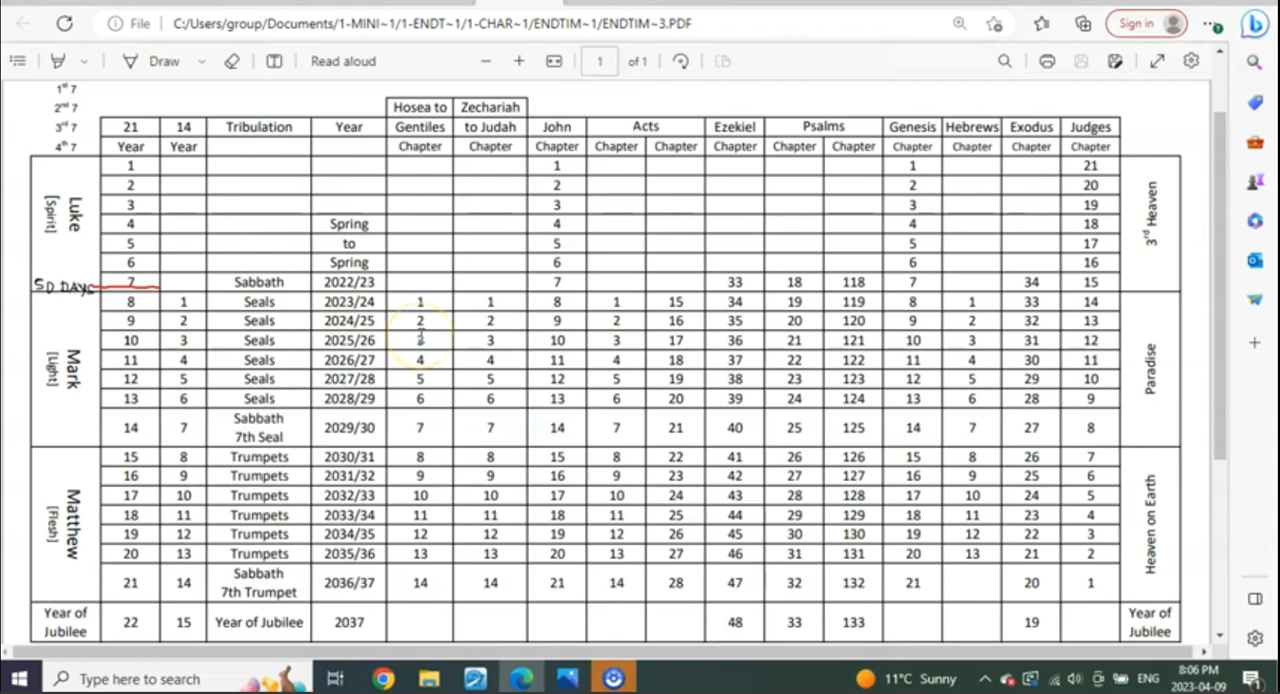 File C:/Users/group/Documents/1-MINI~1/1-ENDT~1/1-CHAR~1/ENDTIM~1/ENDTIM~3.PDF Sign in
Draw Read aloud 1 of 1
1st 7
2nd 7 Hosea to Zechariah
3rd 7 21 14 Tribulation Year Gentiles to Judah John Acts Ezekiel Psalms Genesis Hebrews Exodus Judges
4th 7 Year Year Chapter Chapter Chapter Chapter Chapter Chapter Chapter Chapter Chapter Chapter Chapter Chapter
Luke
[Spirit]
1 1 1 21
2 2 2 20
3 3 3 19
4 Spring 4 4 18
5 to 5 5 17
6 Spring 6 6 16
50 DAYS 7 Sabbath 2022/23 7 33 18 118 7 34 15
3rd Heaven
Mark
[Light]
8 1 Seals 2023/24 1 1 8 1 15 34 19 119 8 1 33 14
9 2 Seals 2024/25 2 2 9 2 16 35 20 120 9 2 32 13
10 3 Seals 2025/26 3 3 10 3 17 36 21 121 10 3 31 12
11 4 Seals 2026/27 4 4 11 4 18 37 22 122 11 4 30 11
12 5 Seals 2027/28 5 5 12 5 19 38 23 123 12 5 29 10
13 6 Seals 2028/29 6 6 13 6 20 39 24 124 13 6 28 9
Sabbath
14 7 7th Seal 2029/30 7 7 14 7 21 40 25 125 14 7 27 8
Paradise
Matthew
[Flesh]
15 8 Trumpets 2030/31 8 8 15 8 22 41 26 126 15 8 26 7
16 9 Trumpets 2031/32 9 9 16 9 23 42 27 127 16 9 25 6
17 10 Trumpets 2032/33 10 10 17 10 24 43 28 128 17 10 24 5
18 11 Trumpets 2033/34 11 11 18 11 25 44 29 129 18 11 23 4
19 12 Trumpets 2034/35 12 12 19 12 26 45 30 130 19 12 22 3
20 13 Trumpets 2035/36 13 13 20 13 27 46 31 131 20 13 21 2
Sabbath
21 14 7th Trumpet 2036/37 14 14 21 14 28 47 32 132 21 20 1
Heaven on Earth
Year of Jubilee 22 15 Year of Jubilee 2037 48 33 133 19 Year of Jubilee
Type here to search 11°C Sunny ENG 8:06 PM
2023-04-09